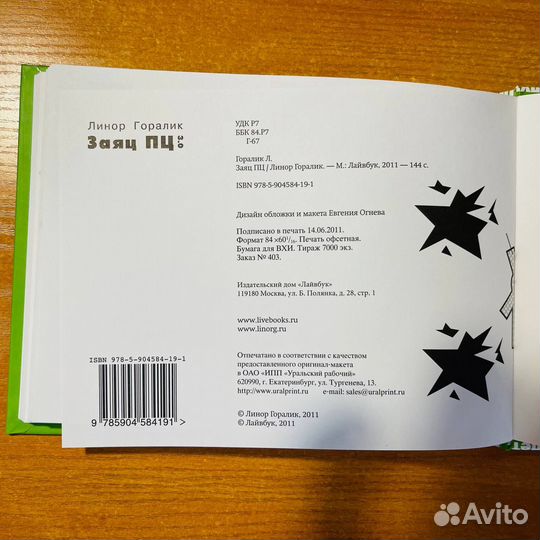 Линор Горалик
Заяц ПЦ
УДК Р7
ББК 84.Р7
Г-67
Горалик Л.
Заяц ПЦ / Линор Горалик. — М.: Лайвбук, 2011 — 144 с.
ISBN 978-5-904584-19-1
Дизайн обложки и макета Евгения Огнева
Подписано в печать 14.06.2011.
Формат 84×60 1/16. Печать офсетная.
Бумага для ВХИ. Тираж 7000 экз.
Заказ № 403.
Издательский дом «Лайвбук»
119180 Москва, ул. Б. Полянка, д. 28, стр. 1
www.livebooks.ru
www.linorg.ru
Отпечатано в соответствии с качеством
предоставленного оригинал-макета
в ОАО «ИПП «Уральский рабочий»
620990, г. Екатеринбург, ул. Тургенева, 13.
http://www.uralprint.ru e-mail: sales@uralprint.ru
© Линор Горалик, 2011
© Лайвбук, 2011
ISBN 978-5-904584-19-1
9 785904 584191 >
Avito